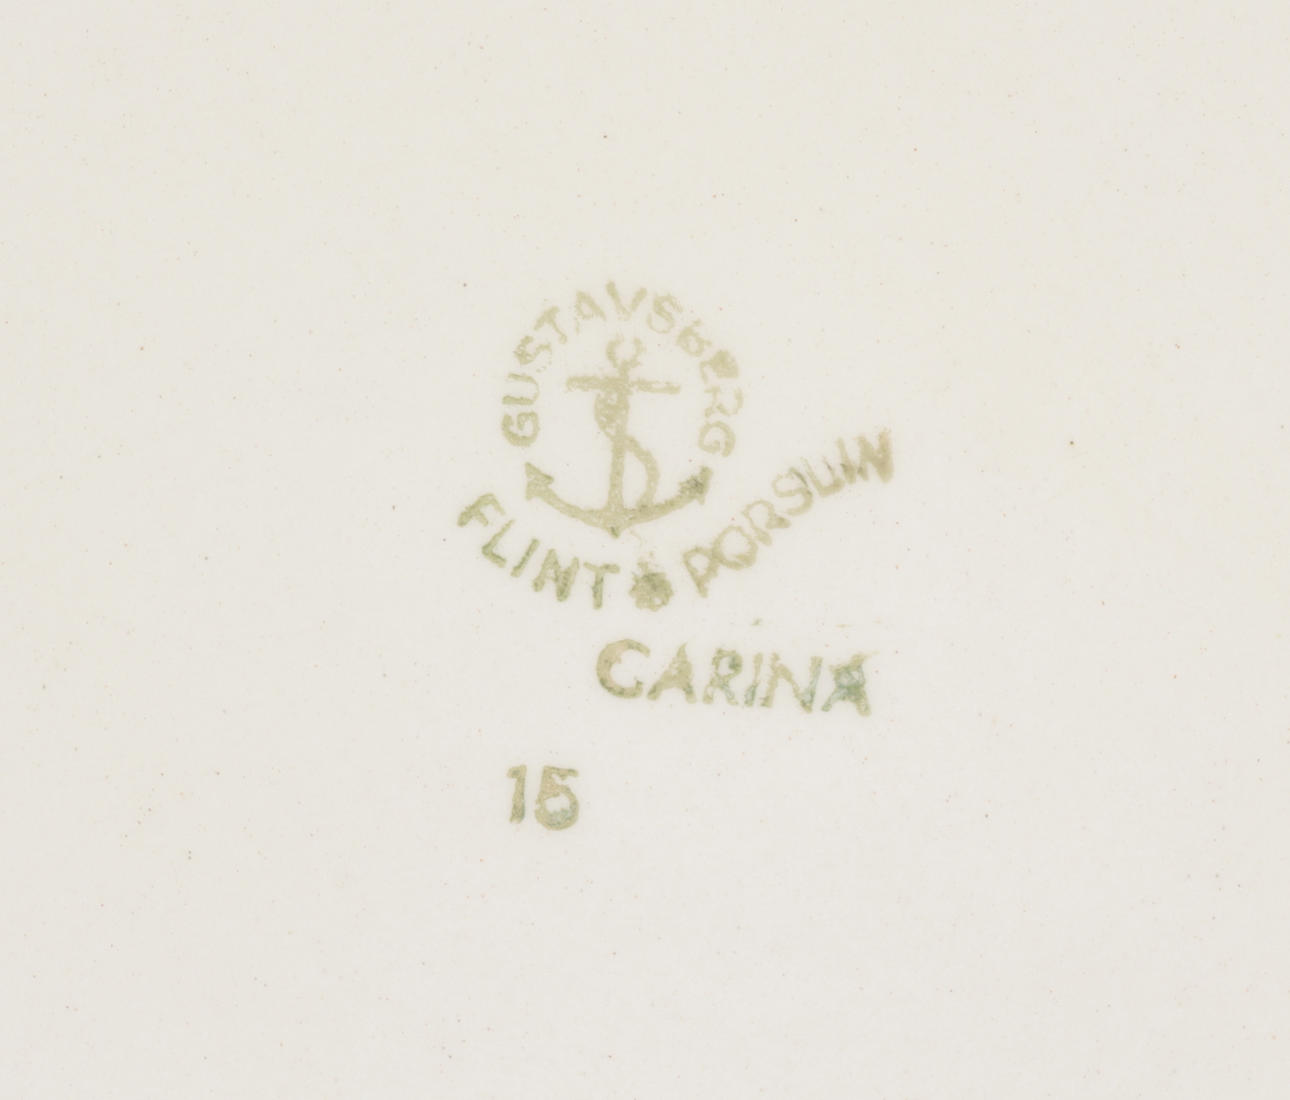 GUSTAVSBERG
FLINT PORSLIN
CARINA
15